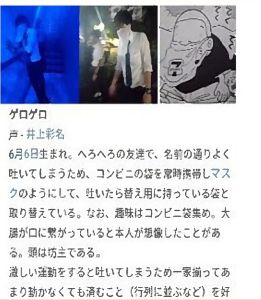 ゲロゲロ
声 - 井上彩名
6月6日生まれ。へろへろの友達で、名前の通りよく
吐いてしまうため、コンビニの袋を常時携帯しマス
クのようにして、吐いたら替え用に持っている袋と
取り替えている。なお、趣味はコンビニ袋集め。大
腸が口に繋がっていると本人が想像したことがあ
る。頭は坊主である。
激しい運動をすると吐いてしまうため一家揃ってあ
まり動かなくても済むこと（行列に並ぶなど）を好